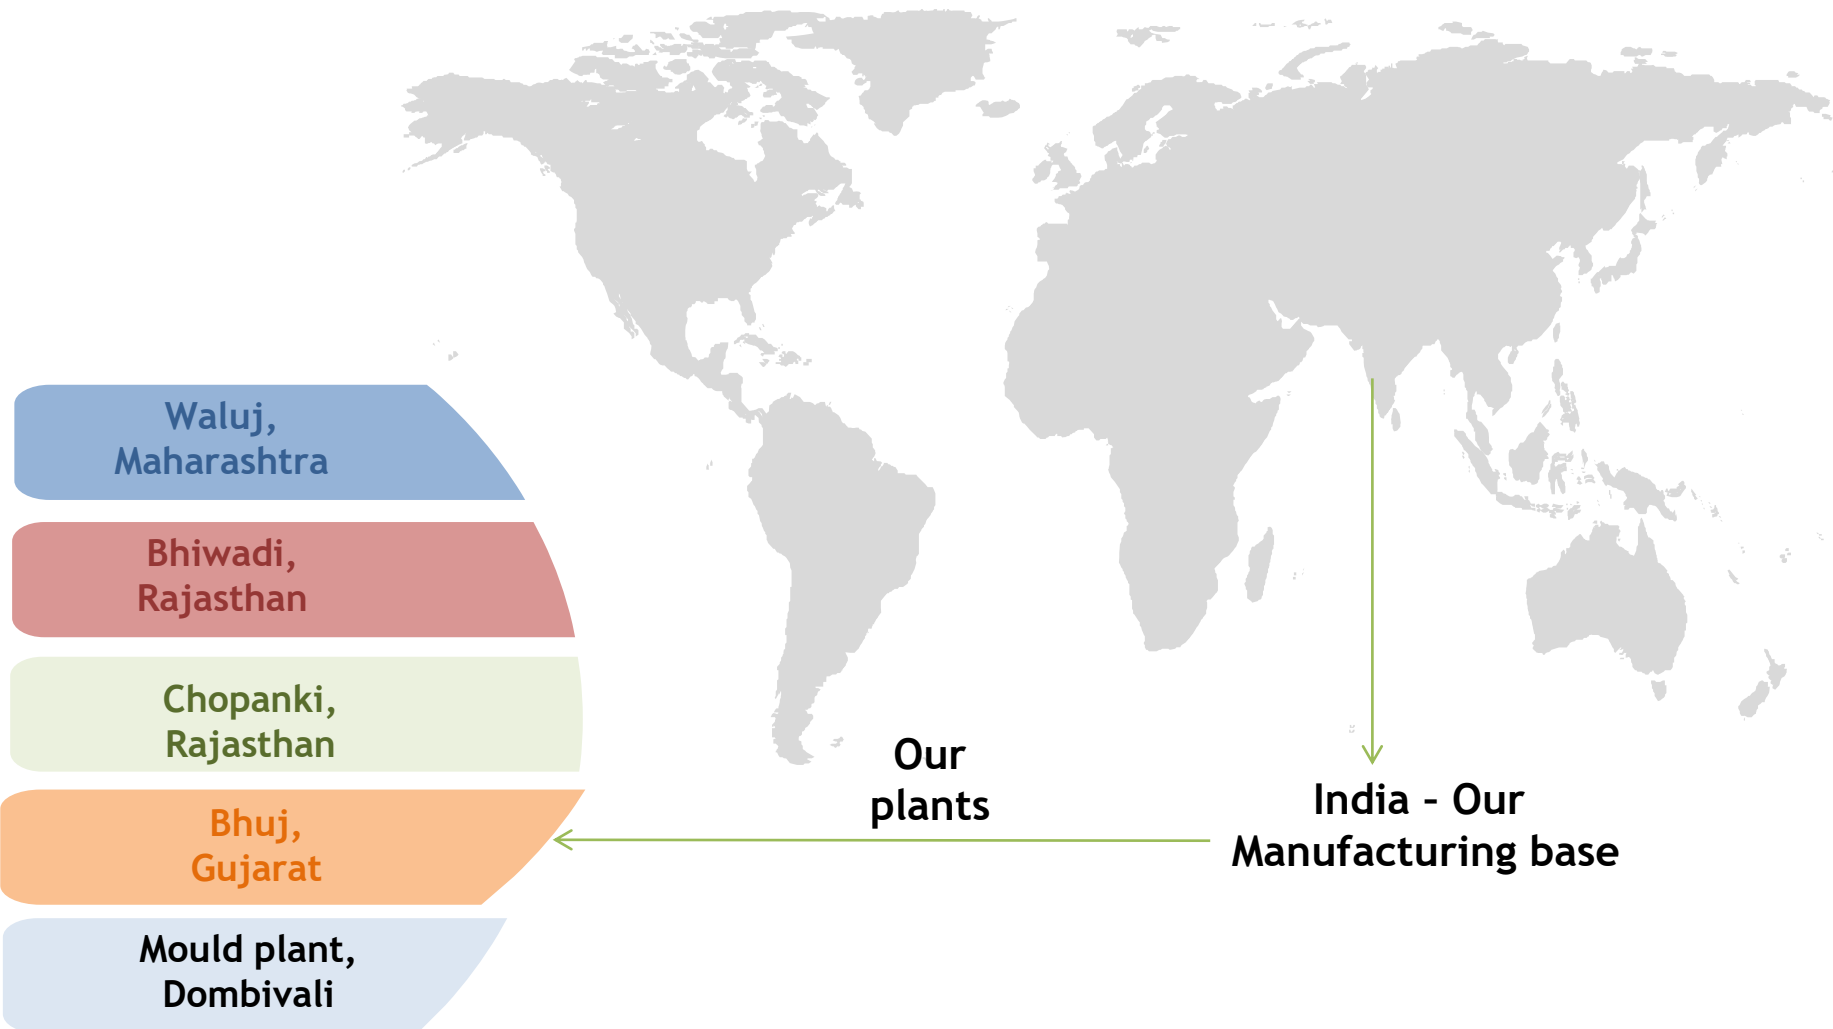 Waluj,
Maharashtra
Bhiwadi,
Rajasthan
Chopanki,
Rajasthan
Bhuj,
Gujarat
Mould plant,
Dombivali
Our
plants
India – Our
Manufacturing base